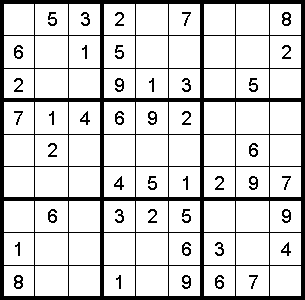 5 3 2 7 8
6 1 5 2
2 9 1 3 5
7 1 4 6 9 2
2 6
4 5 1 2 9 7
6 3 2 5 9
1 6 3 4
8 1 9 6 7